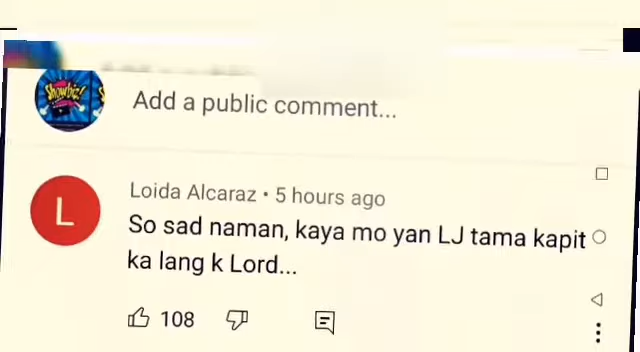 Showbiz!
Add a public comment...
L
Loida Alcaraz • 5 hours ago
So sad naman, kaya mo yan LJ tama kapit
ka lang k Lord...
108